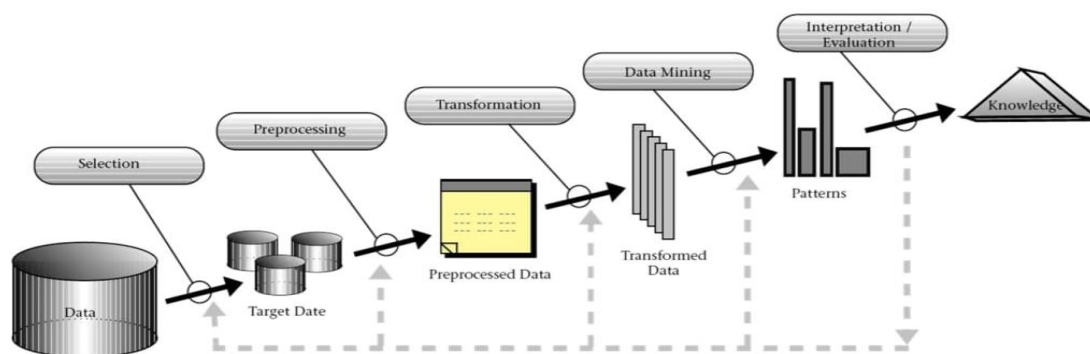 Interpretation /
Evaluation
Data Mining
Transformation
Preprocessing
Selection
Knowledge
Patterns
Transformed
Data
Preprocessed Data
Target Date
Data